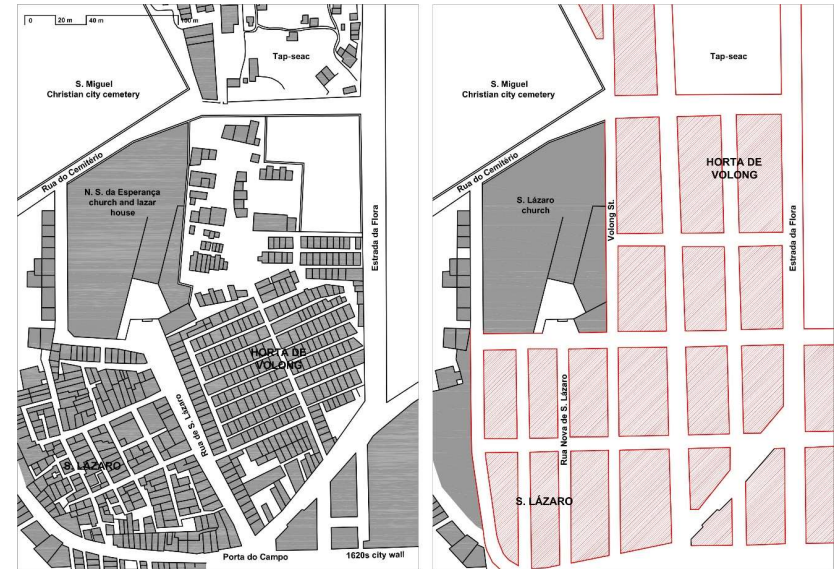 0 20 m 40 m 100 m
Tap-seac
S. Miguel
Christian city cemetery
Rua do Cemitério
N. S. da Esperança
church and lazar
house
Estrada da Flora
HORTA DE
VOLONG
Rua de S. Lázaro
S. LÁZARO
Porta do Campo
1620s city wall
Tap-seac
S. Miguel
Christian city cemetery
Rua do Cemitério
HORTA DE
VOLONG
S. Lázaro
church
Volong St.
Estrada da Flora
Rua Nova de S. Lázaro
S. LÁZARO